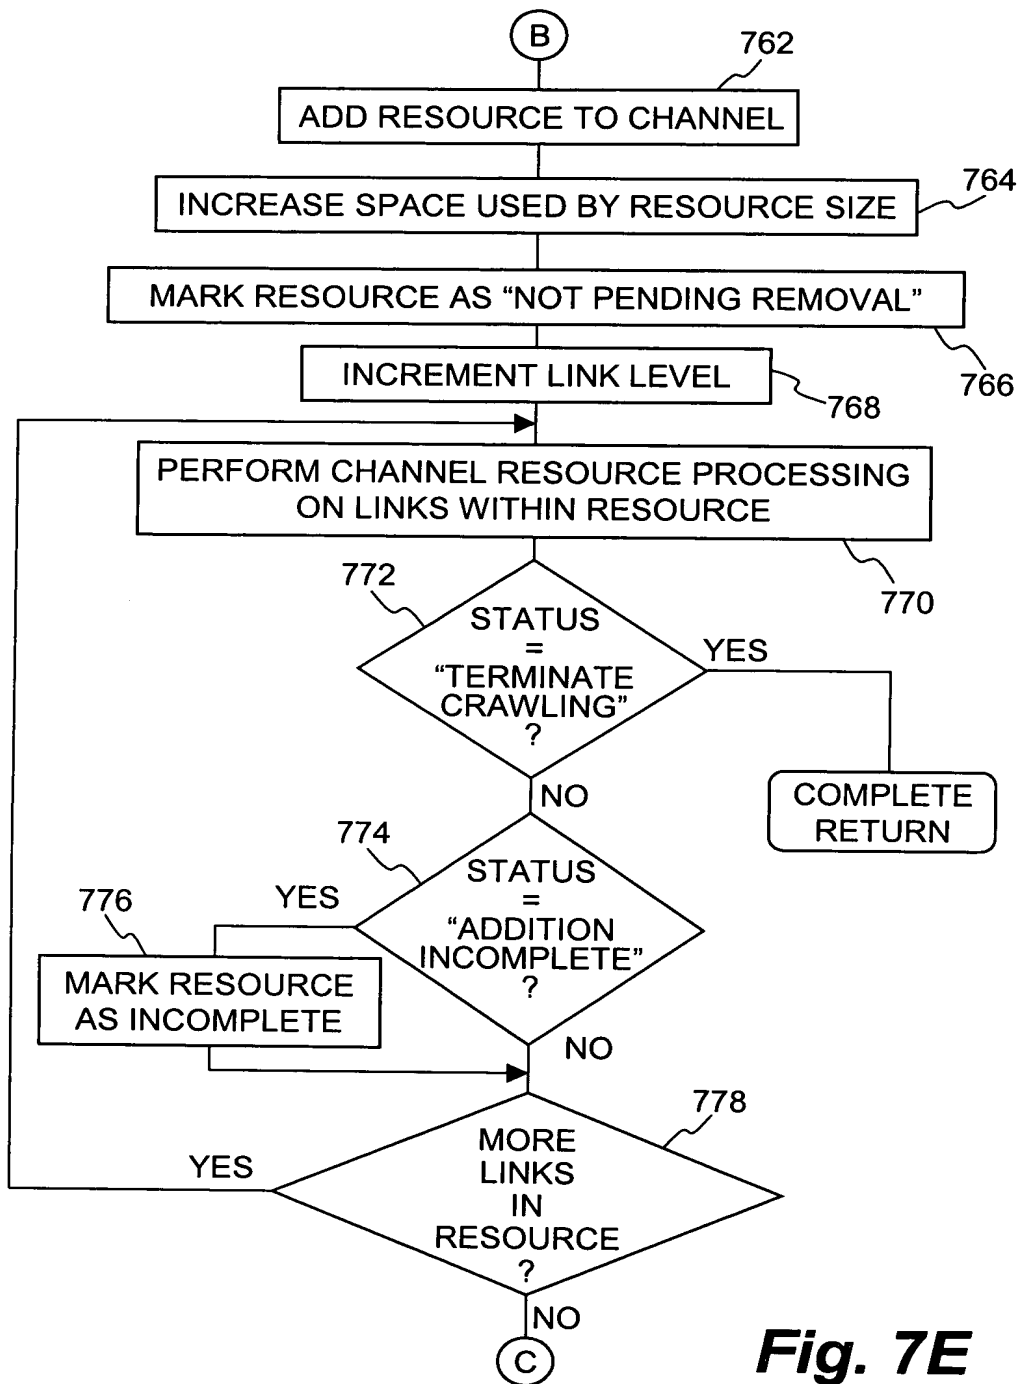 B
762
ADD RESOURCE TO CHANNEL
764
INCREASE SPACE USED BY RESOURCE SIZE
MARK RESOURCE AS “NOT PENDING REMOVAL”
766
INCREMENT LINK LEVEL
768
PERFORM CHANNEL RESOURCE PROCESSING
ON LINKS WITHIN RESOURCE
770
772
STATUS
=
“TERMINATE
CRAWLING”
?
YES
NO
COMPLETE
RETURN
774
STATUS
=
“ADDITION
INCOMPLETE”
?
YES
776
MARK RESOURCE
AS INCOMPLETE
NO
778
MORE
LINKS
IN
RESOURCE
?
YES
NO
C
Fig. 7E